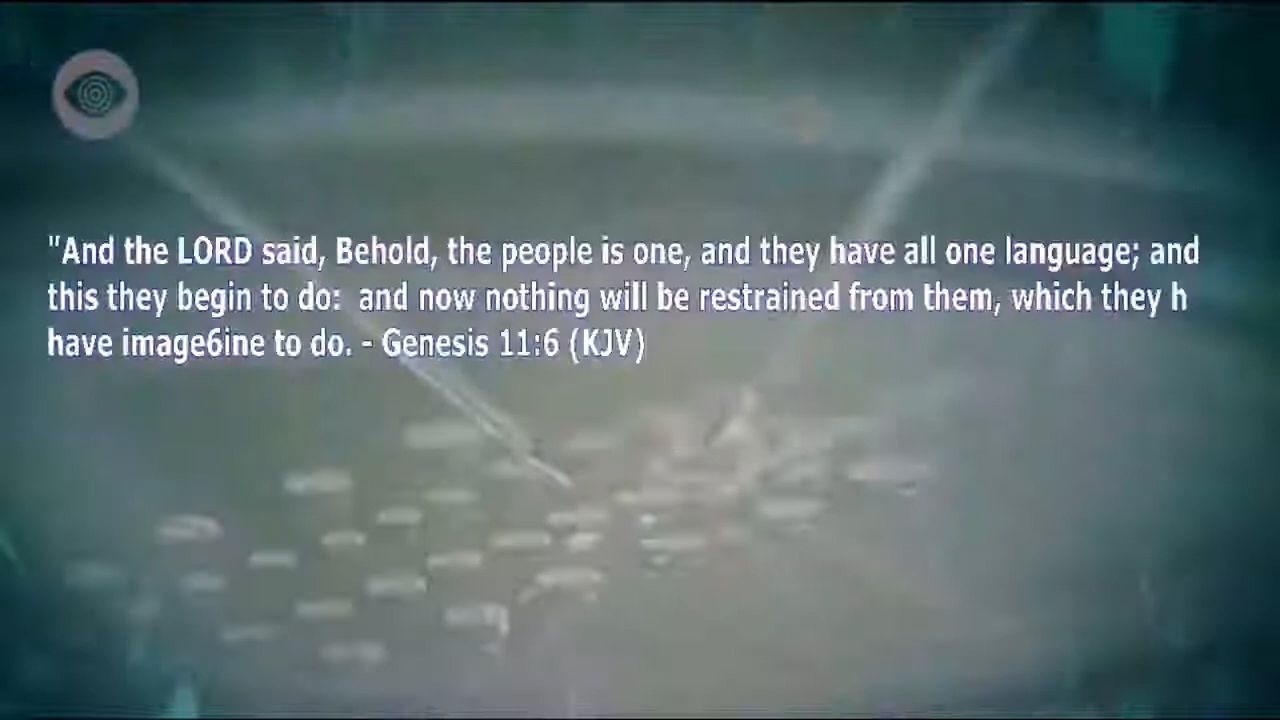 "And the LORD said, Behold, the people is one, and they have all one language; and
this they begin to do:  and now nothing will be restrained from them, which they h
have image6ine to do. - Genesis 11:6 (KJV)